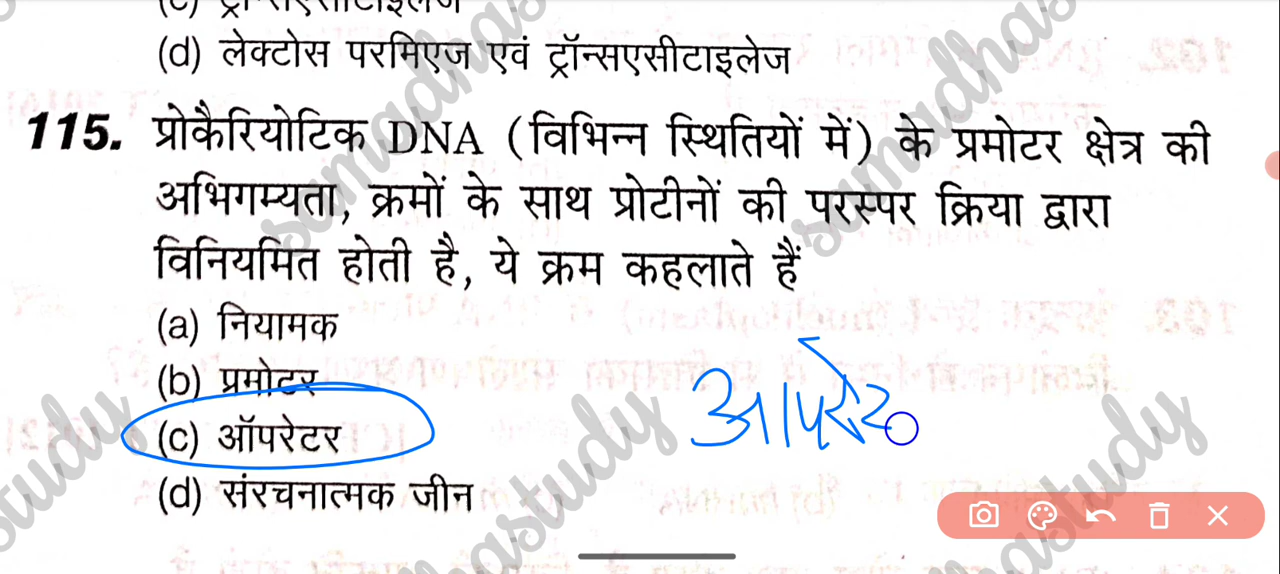 (d) लेक्टोस परमिएज एवं ट्रॉन्सएसीटाइलेज
115. प्रोकैरियोटिक DNA (विभिन्न स्थितियों में) के प्रमोटर क्षेत्र की
अभिगम्यता, क्रमों के साथ प्रोटीनों की परस्पर क्रिया द्वारा
विनियमित होती है, ये क्रम कहलाते हैं
(a) नियामक
(b) प्रमोटर
(c) ऑपरेटर
(d) संरचनात्मक जीन